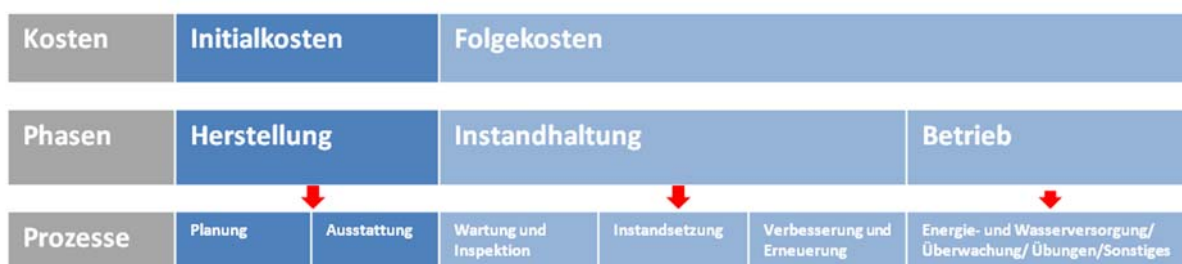 Kosten
Initialkosten
Folgekosten
Phasen
Herstellung
Instandhaltung
Betrieb
Prozesse
Planung
Ausstattung
Wartung und
Inspektion
Instandsetzung
Verbesserung und
Erneuerung
Energie- und Wasserversorgung/
Überwachung/ Übungen/Sonstiges